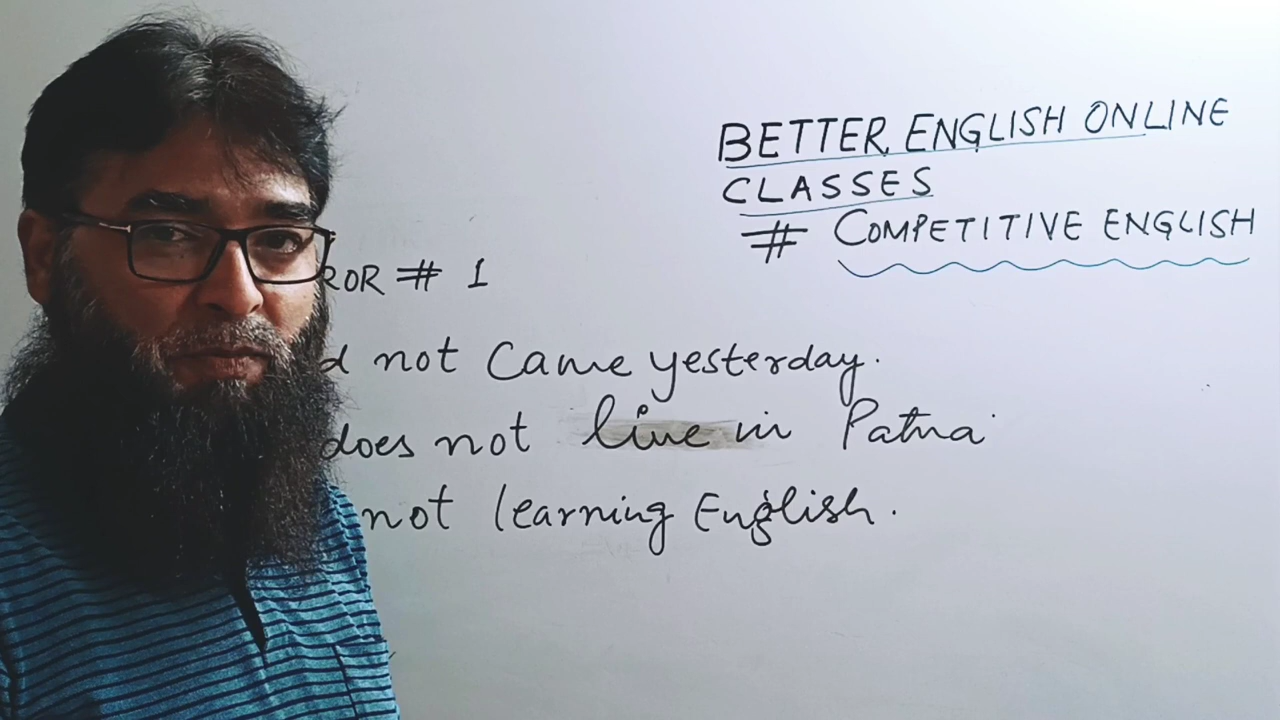 BETTER ENGLISH ONLINE
CLASSES
# COMPETITIVE ENGLISH
ROR # 1
d not Came yesterday.
does not live in Patna
not learning English.